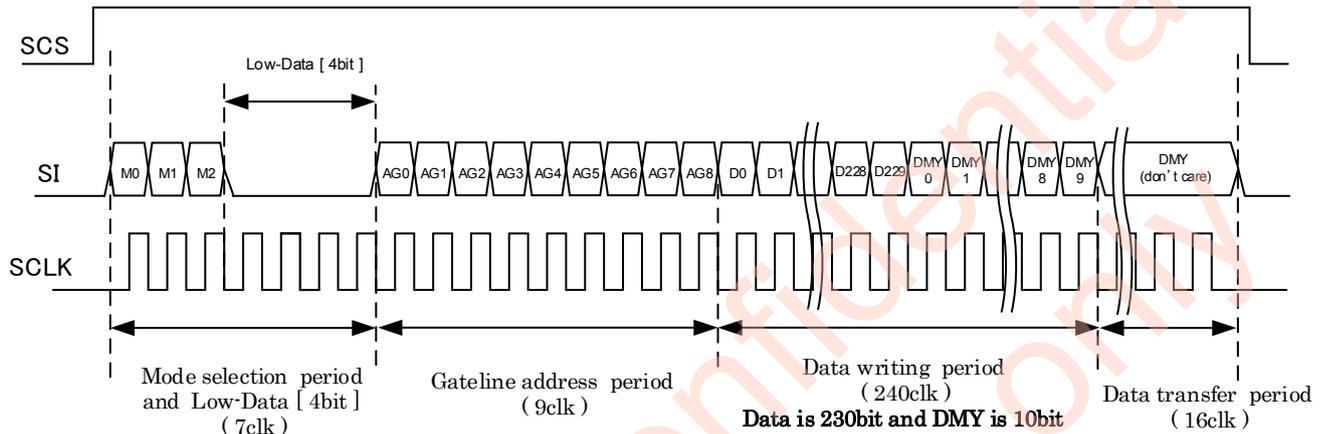 SCS
Low-Data [ 4bit ]
SI
M0 M1 M2 AG0 AG1 AG2 AG3 AG4 AG5 AG6 AG7 AG8 D0 D1 D228 D229 DMY 0 DMY 1 DMY 8 DMY 9 DMY (don't care)
SCLK
Mode selection period
and Low-Data [ 4bit ]
( 7clk )
Gateline address period
( 9clk )
Data writing period
( 240clk )
Data is 230bit and DMY is 10bit
Data transfer period
( 16clk )
onfidential
only